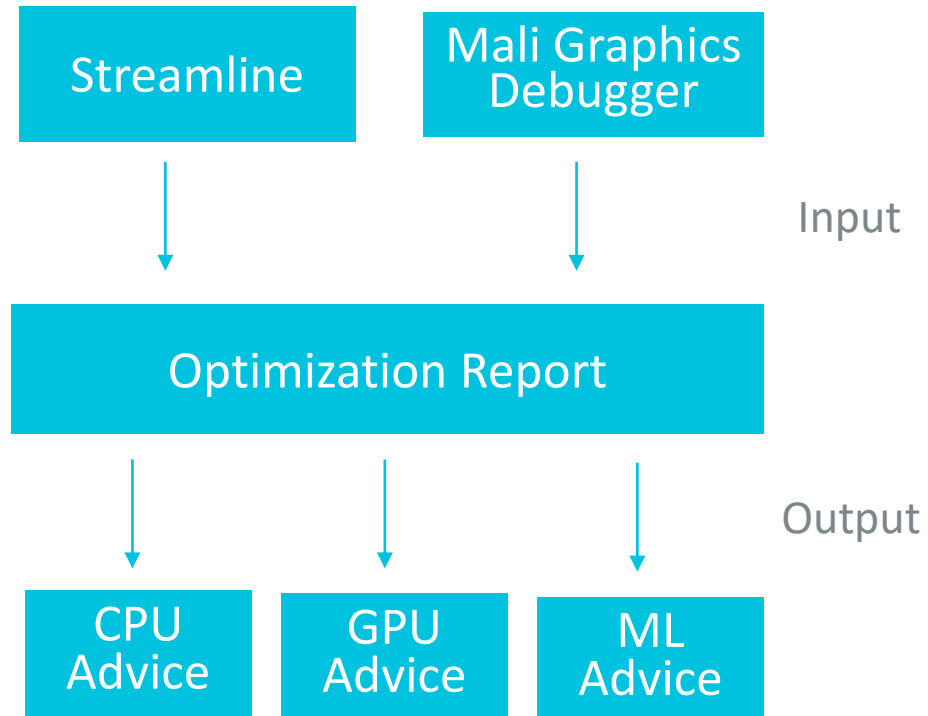 Streamline
Mali Graphics
Debugger
Input
Optimization Report
Output
CPU
Advice
GPU
Advice
ML
Advice